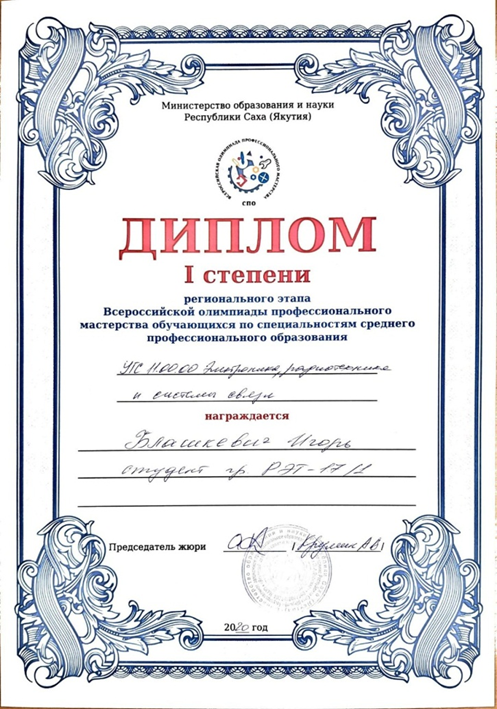 Министерство образования и науки
Республики Саха (Якутия)
ВСЕРОССИЙСКАЯ ОЛИМПИАДА ПРОФЕССИОНАЛЬНОГО МАСТЕРСТВА
СПО
ДИПЛОМ
I степени
регионального этапа
Всероссийской олимпиады профессионального
мастерства обучающихся по специальностям среднего
профессионального образования
УГС 11.00.00 Электроника, радиотехника
и системы связи
награждается
Блашкевич Игорь
студент гр. РЭТ-17/1
Председатель жюри
2020 год